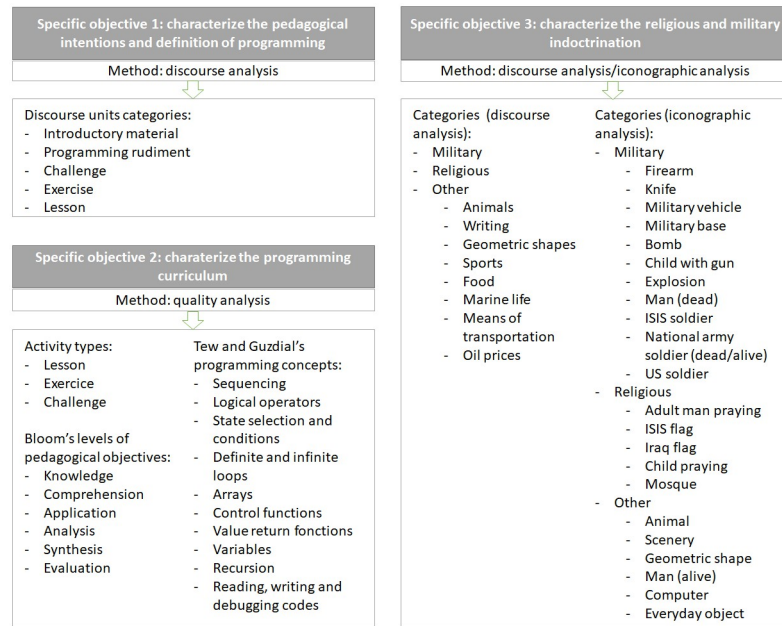 Specific objective 1: characterize the pedagogical
intentions and definition of programming
Method: discourse analysis
Discourse units categories:
- Introductory material
- Programming rudiment
- Challenge
- Exercise
- Lesson
Specific objective 2: charaterize the programming
curriculum
Method: quality analysis
Activity types:
- Lesson
- Exercice
- Challenge
Bloom's levels of
pedagogical objectives:
- Knowledge
- Comprehension
- Application
- Analysis
- Synthesis
- Evaluation
Tew and Guzdial's
programming concepts:
- Sequencing
- Logical operators
- State selection and
conditions
- Definite and infinite
loops
- Arrays
- Control functions
- Value return fonctions
- Variables
- Recursion
- Reading, writing and
debugging codes
Specific objective 3: characterize the religious and military
indoctrination
Method: discourse analysis/iconographic analysis
Categories (discourse
analysis):
- Military
- Religious
- Other
- Animals
- Writing
- Geometric shapes
- Sports
- Food
- Marine life
- Means of
transportation
- Oil prices
Categories (iconographic
analysis):
- Military
- Firearm
- Knife
- Military vehicle
- Military base
- Bomb
- Child with gun
- Explosion
- Man (dead)
- ISIS soldier
- National army
soldier (dead/alive)
- US soldier
- Religious
- Adult man praying
- ISIS flag
- Iraq flag
- Child praying
- Mosque
- Other
- Animal
- Scenery
- Geometric shape
- Man (alive)
- Computer
- Everyday object